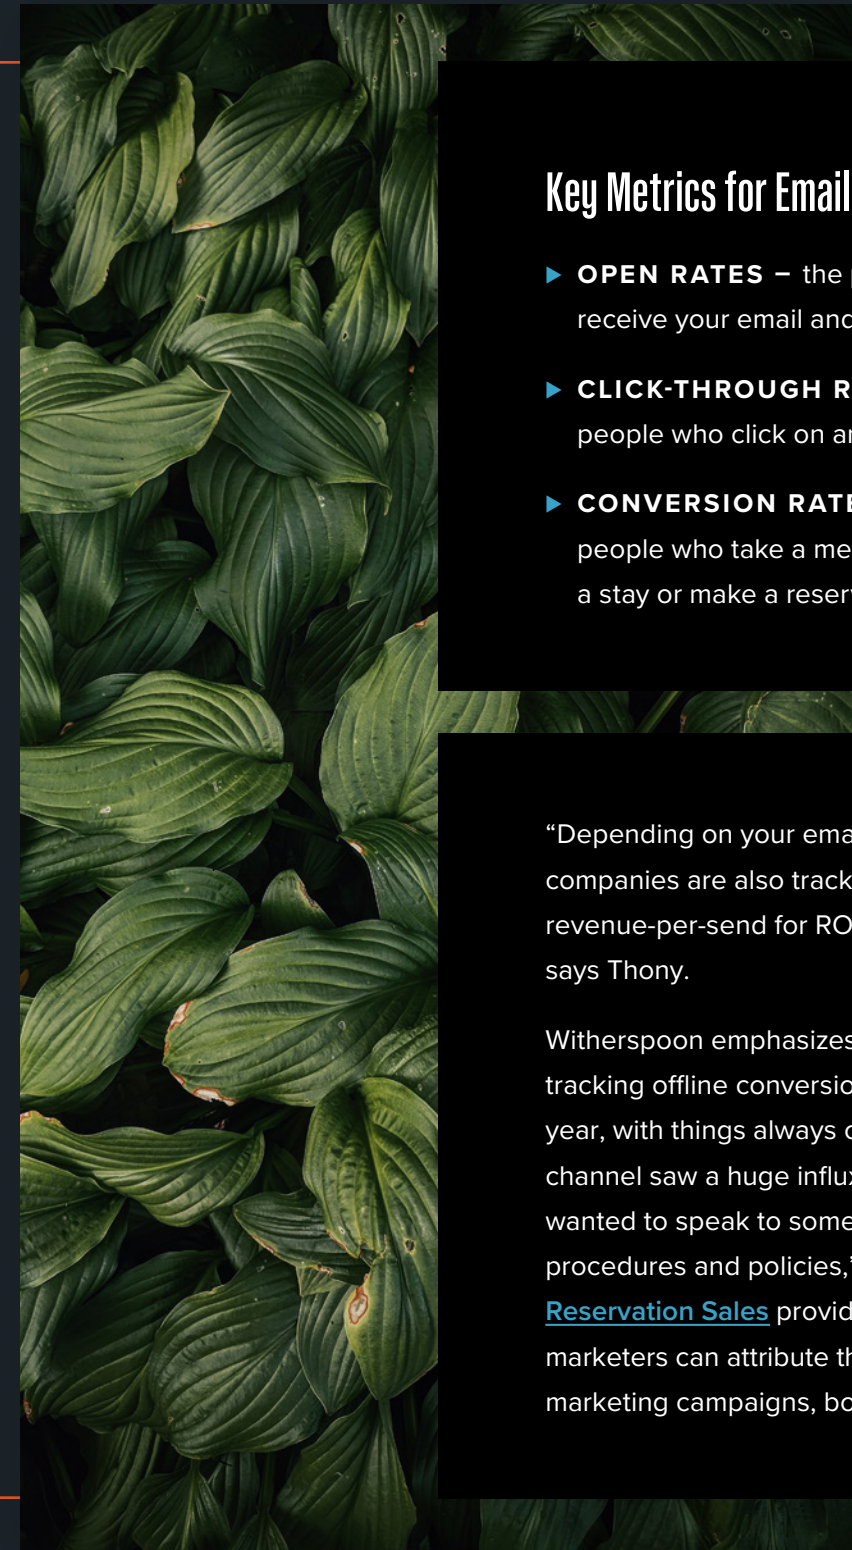 Key Metrics for Email
OPEN RATES – the
receive your email and
CLICK-THROUGH R
people who click on
CONVERSION RATE
people who take a me
a stay or make a reser
“Depending on your ema
companies are also track
revenue-per-send for RO
says Thony.
Witherspoon emphasizes
tracking offline conversio
year, with things always
channel saw a huge influx
wanted to speak to some
procedures and policies,”
Reservation Sales provid
marketers can attribute th
marketing campaigns, bo